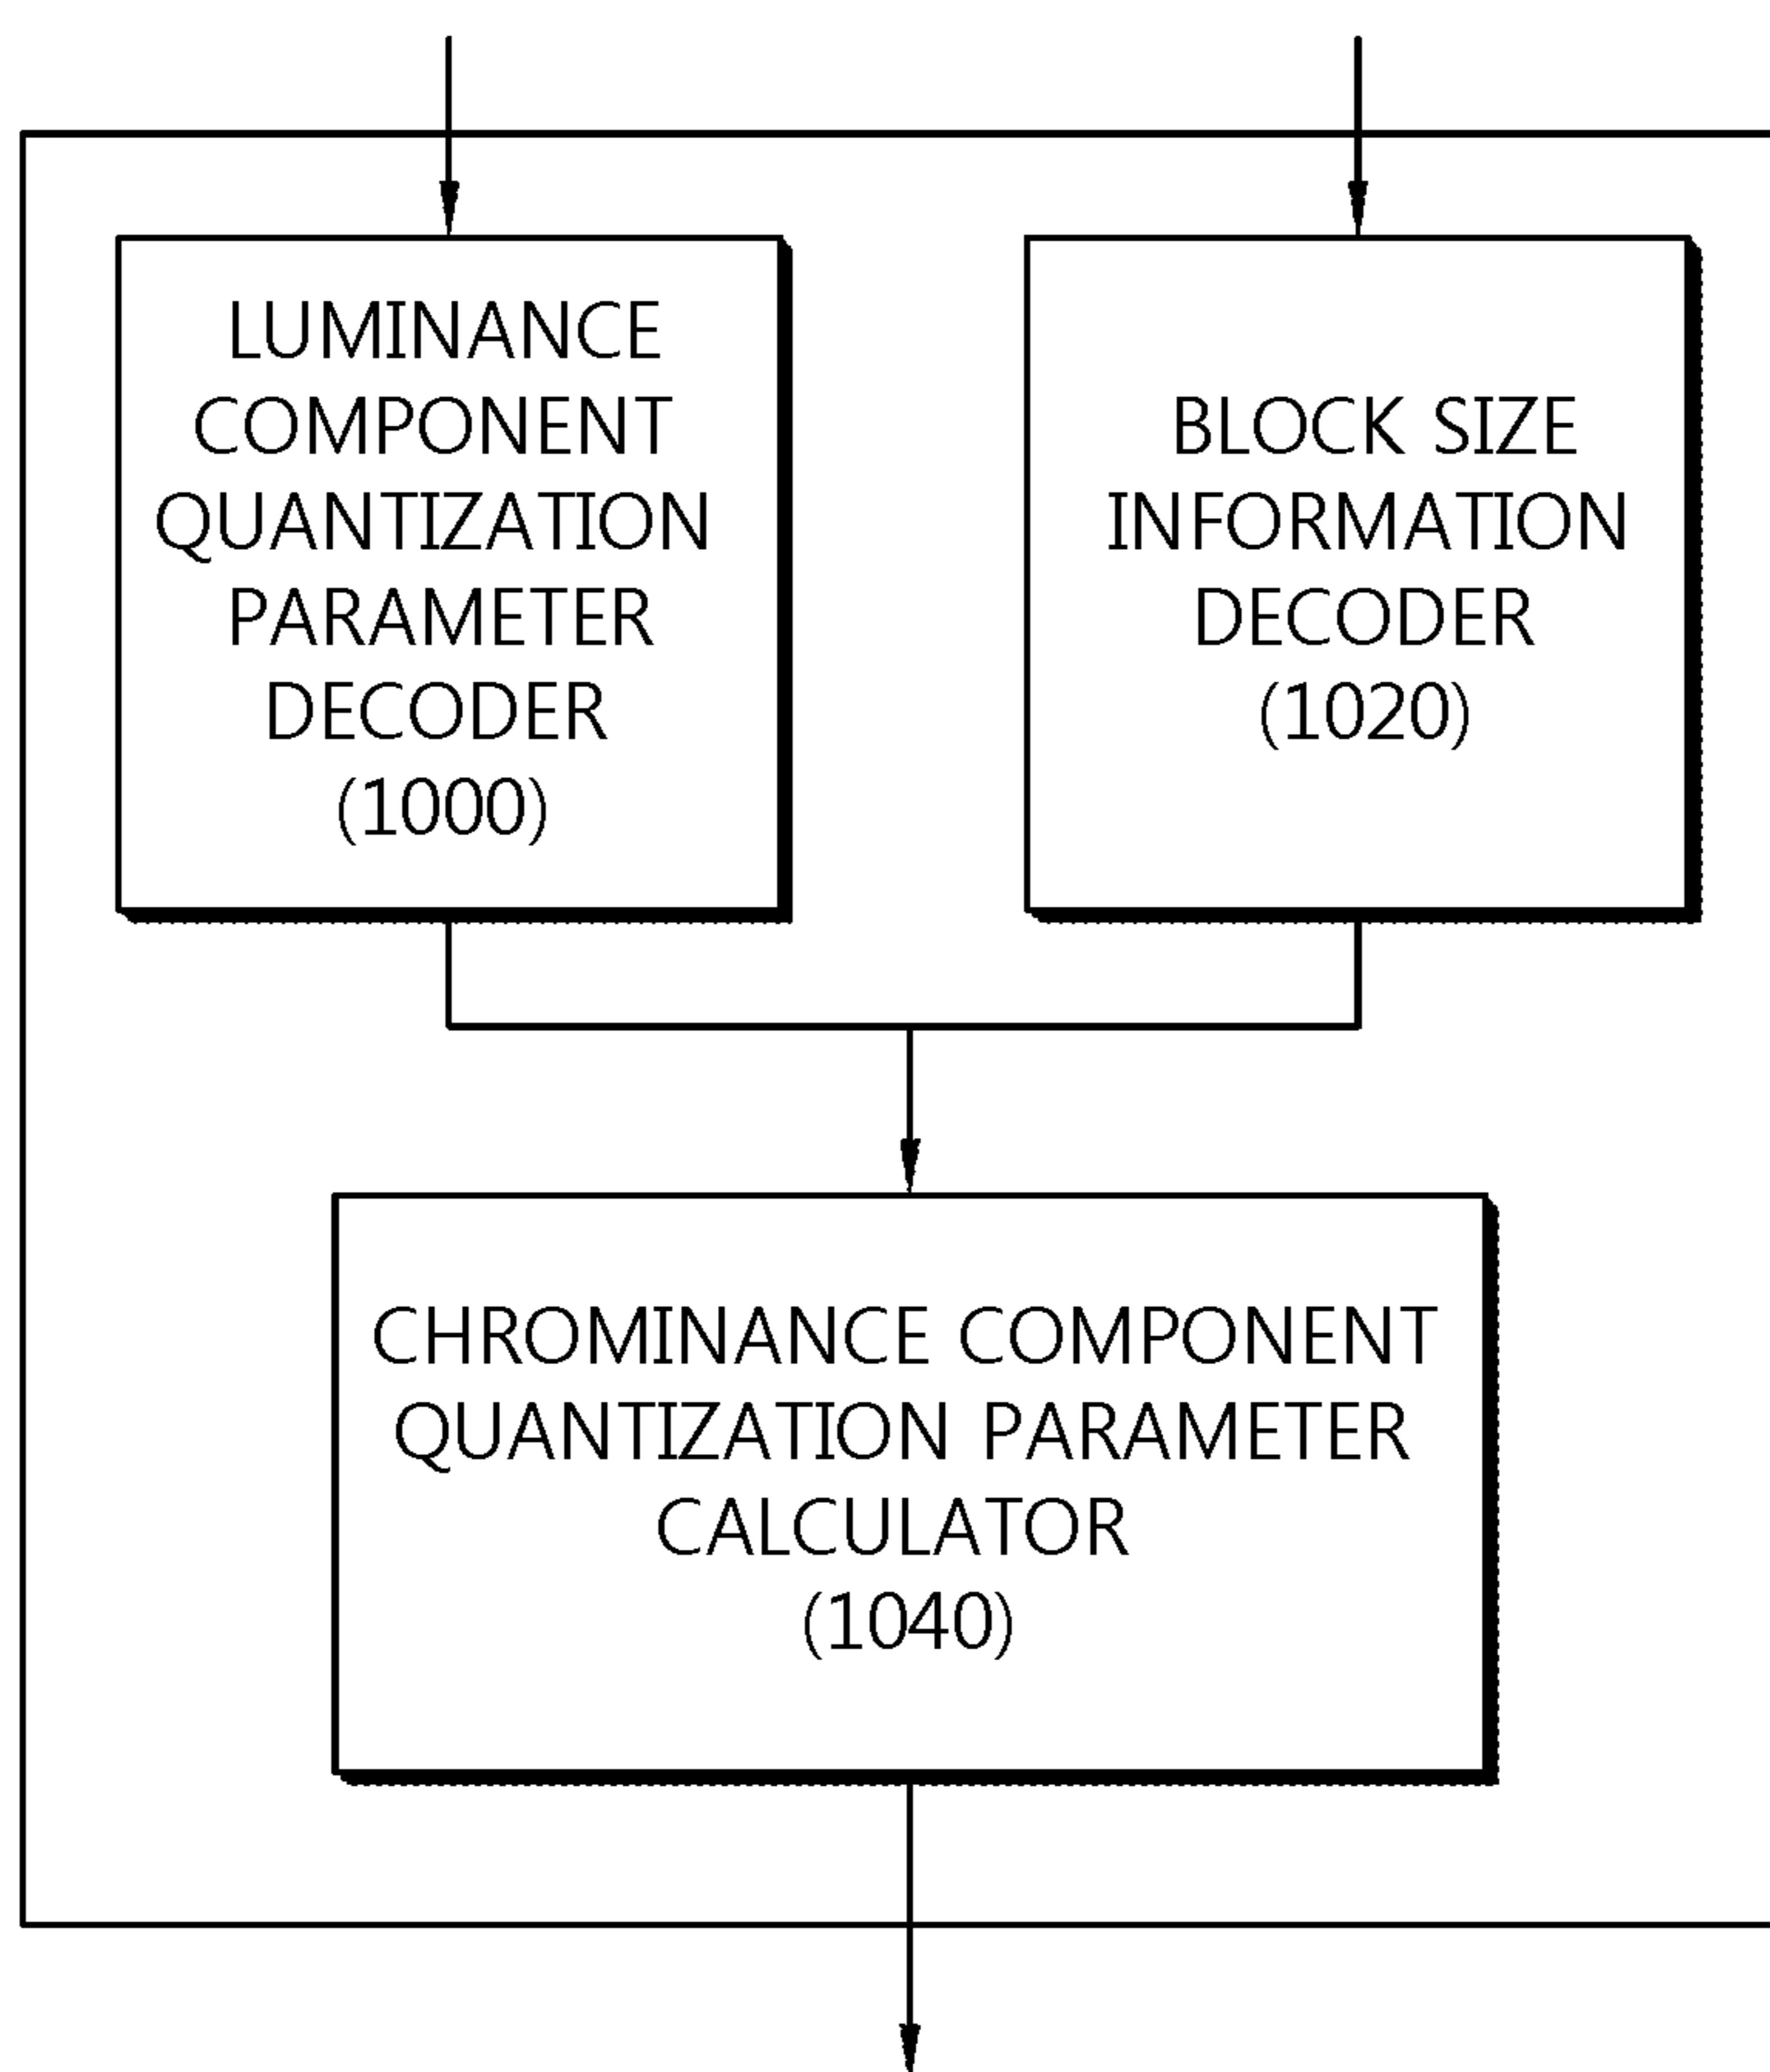 LUMINANCE
COMPONENT
QUANTIZATION
PARAMETER
DECODER
(1000)
BLOCK SIZE
INFORMATION
DECODER
(1020)
CHROMINANCE COMPONENT
QUANTIZATION PARAMETER
CALCULATOR
(1040)